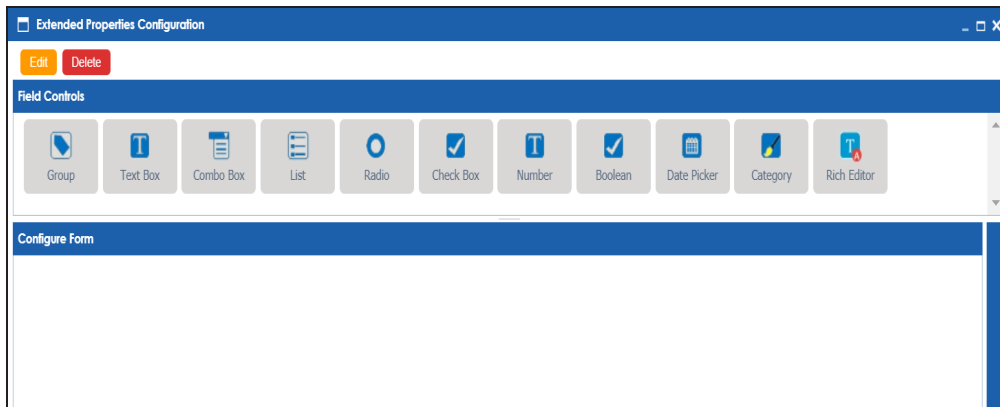 Extended Properties Configuration
Edit Delete
Field Controls
Group Text Box Combo Box List Radio Check Box Number Boolean Date Picker Category Rich Editor
Configure Form